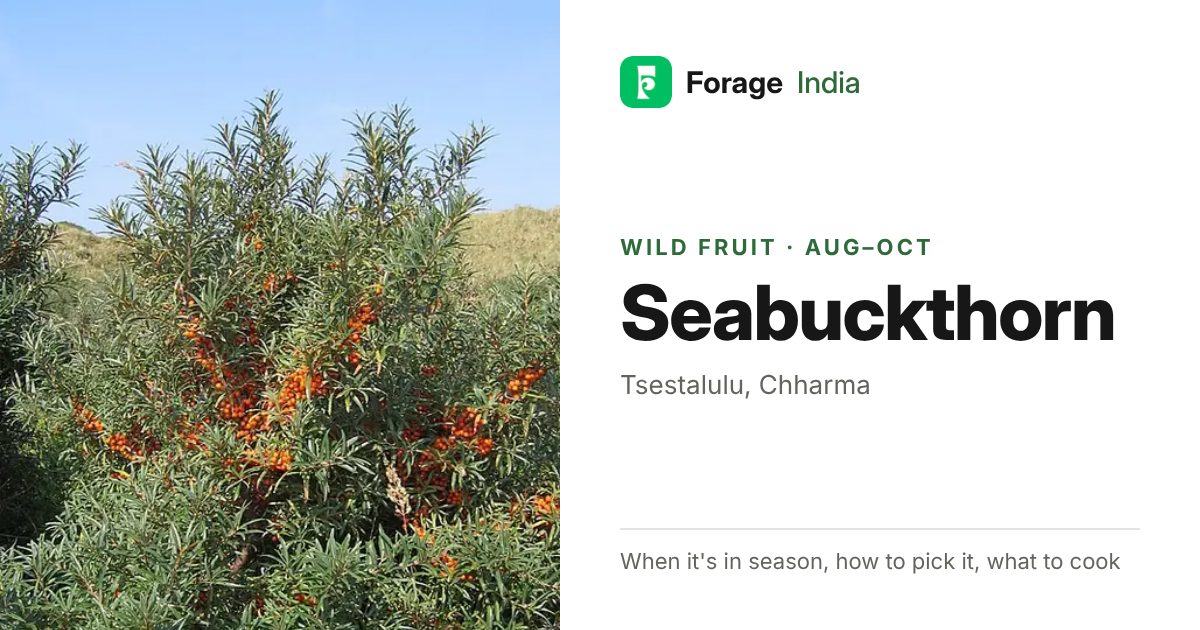 Forage India
WILD FRUIT · AUG–OCT
Seabuckthorn
Tsestalulu, Chharma
When it's in season, how to pick it, what to cook